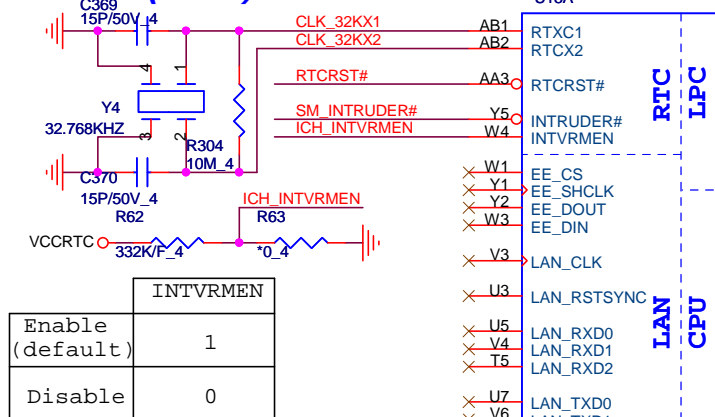 C369
15P/50V_4
CLK_32KX1
AB1
RTXC1
CLK_32KX2
AB2
RTCX2
4
1
RTCRST#
AA3
RTCRST#
RTC
LPC
Y4
SM_INTRUDER#
Y5
INTRUDER#
32.768KHZ
ICH_INTVRMEN
W4
INTVRMEN
3
2
R304
10M_4
C370
15P/50V_4
W1
EE_CS
Y1
EE_SHCLK
Y2
EE_DOUT
W3
EE_DIN
ICH_INTVRMEN
R62
R63
VCCRTC
332K/F_4
*0_4
V3
LAN_CLK
U3
LAN_RSTSYNC
LAN
CPU
U5
LAN_RXD0
V4
LAN_RXD1
T5
LAN_RXD2
U7
LAN_TXD0
V6
INTVRMEN
Enable
(default)
1
Disable
0